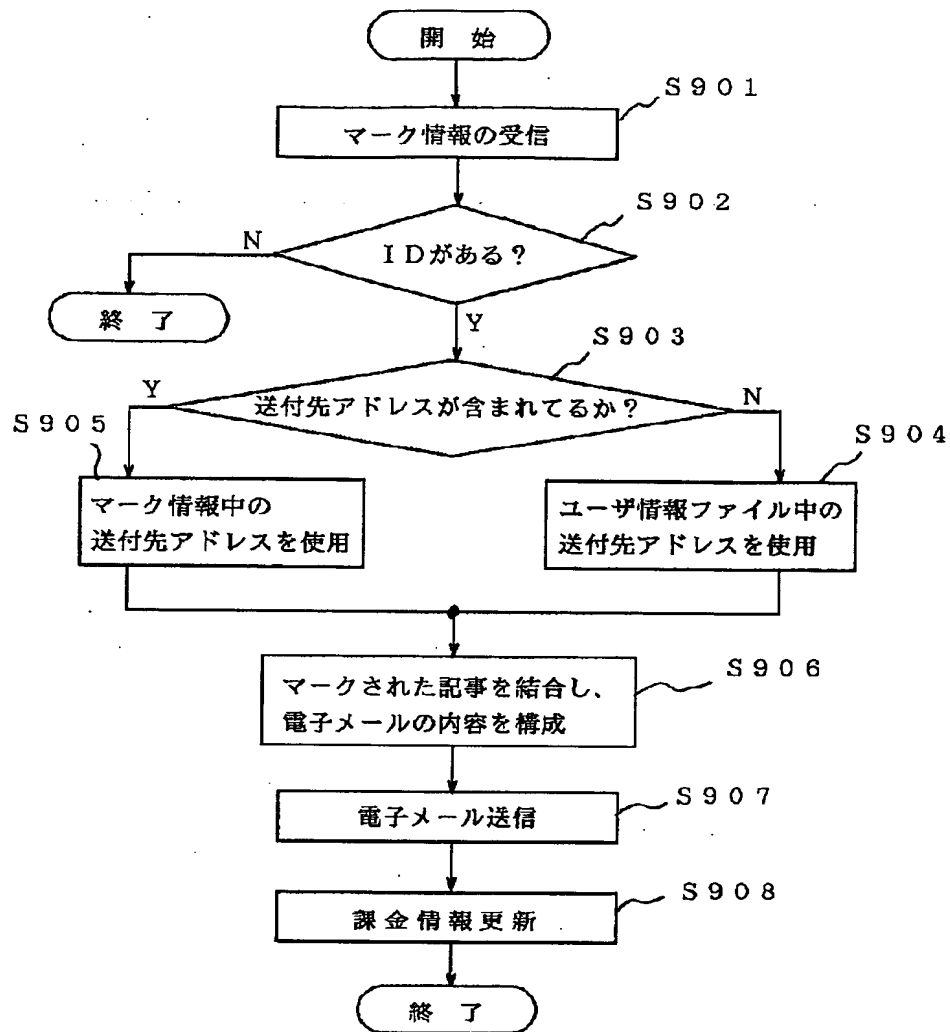 開　始
S901
マーク情報の受信
S902
N
IDがある？
終　了
Y
S903
Y
送付先アドレスが含まれてるか？
N
S905
S904
マーク情報中の
送付先アドレスを使用
ユーザ情報ファイル中の
送付先アドレスを使用
S906
マークされた記事を結合し、
電子メールの内容を構成
S907
電子メール送信
S908
課金情報更新
終　了